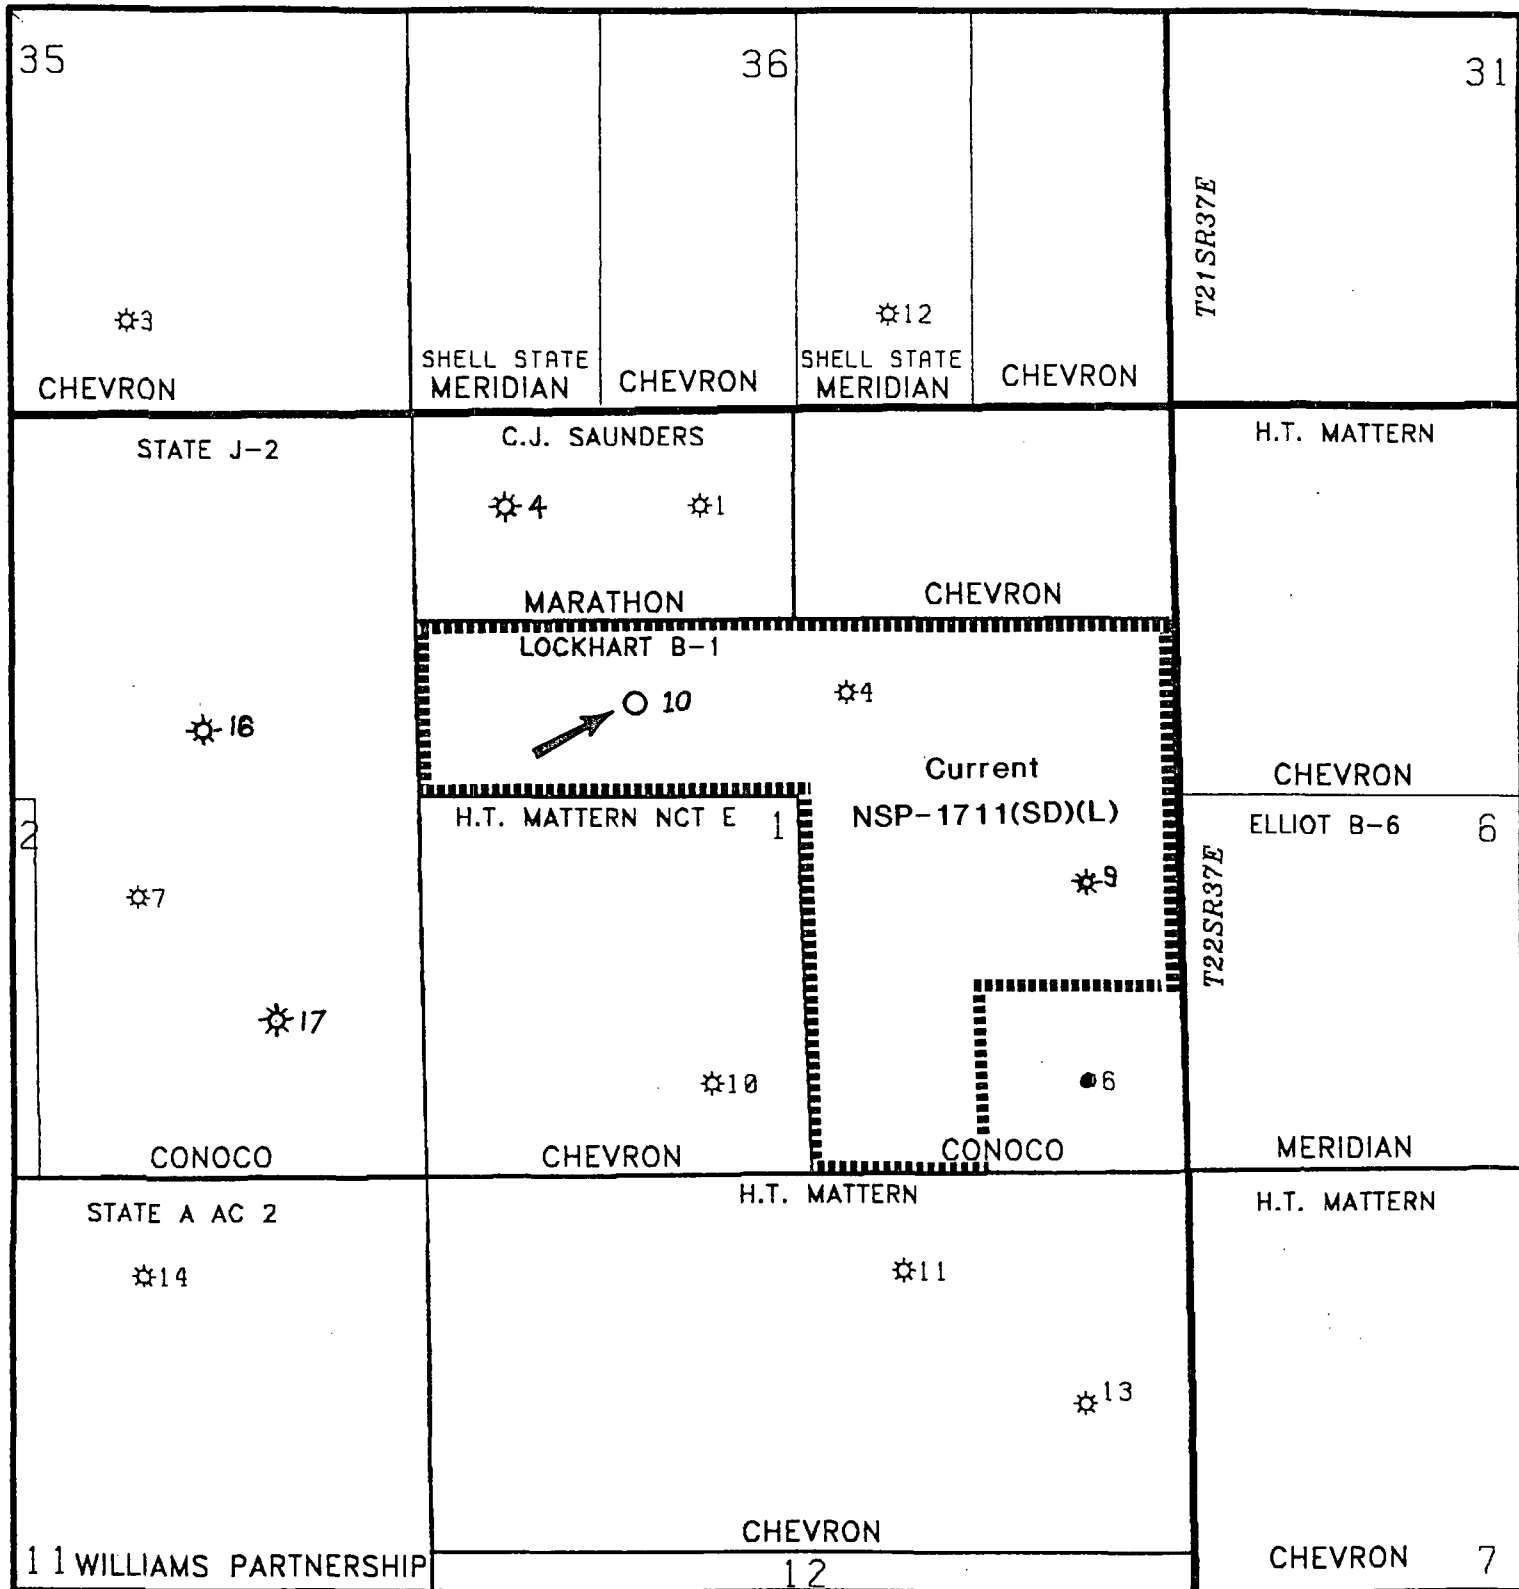 35
36
31
T21SR37E
3
12
CHEVRON
SHELL STATE
MERIDIAN
CHEVRON
SHELL STATE
MERIDIAN
CHEVRON
STATE J-2
C.J. SAUNDERS
H.T. MATTERN
4
1
MARATHON
CHEVRON
LOCKHART B-1
10
4
16
Current
NSP-1711(SD)(L)
CHEVRON
2
H.T. MATTERN NCT E
1
ELLIOT B-6
6
7
9
T22SR37E
17
10
6
CONOCO
CHEVRON
CONOCO
MERIDIAN
STATE A AC 2
H.T. MATTERN
H.T. MATTERN
14
11
13
CHEVRON
11 WILLIAMS PARTNERSHIP
12
CHEVRON
7